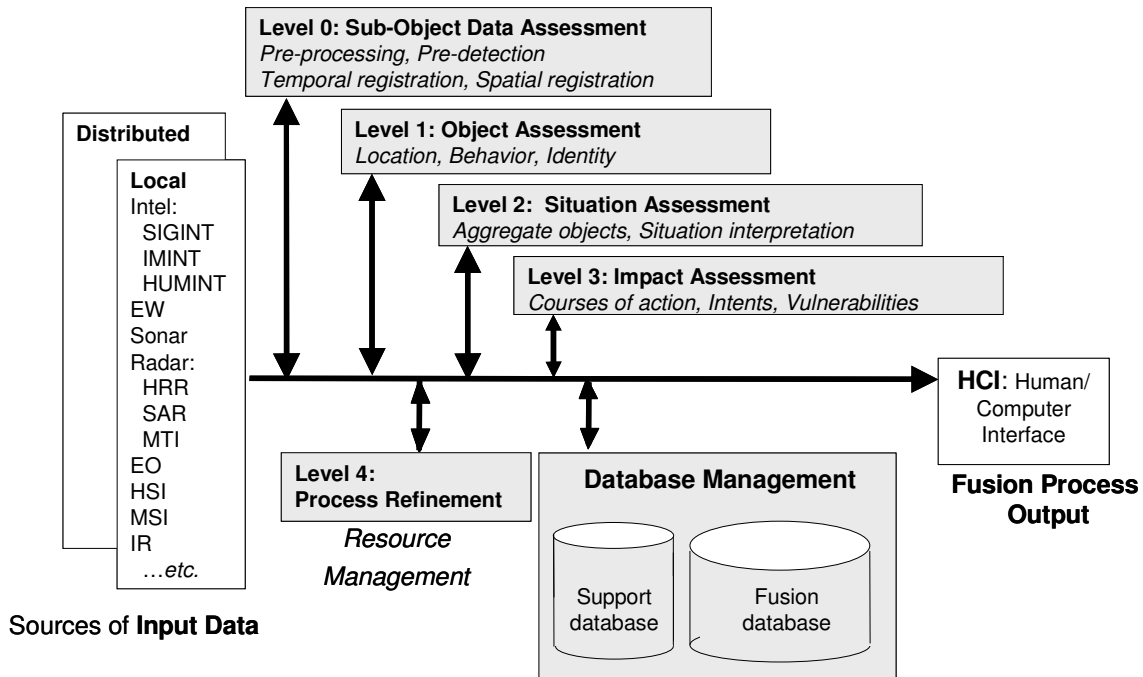 Level 0: Sub-Object Data Assessment
Pre-processing, Pre-detection
Temporal registration, Spatial registration
Level 1: Object Assessment
Location, Behavior, Identity
Level 2: Situation Assessment
Aggregate objects, Situation interpretation
Level 3: Impact Assessment
Courses of action, Intents, Vulnerabilities
Distributed
Local
Intel:
SIGINT
IMINT
HUMINT
EW
Sonar
Radar:
HRR
SAR
MTI
EO
HSI
MSI
IR
…etc.
Sources of Input Data
Level 4:
Process Refinement
Resource
Management
Database Management
Support
database
Fusion
database
HCI: Human/
Computer
Interface
Fusion Process
Output